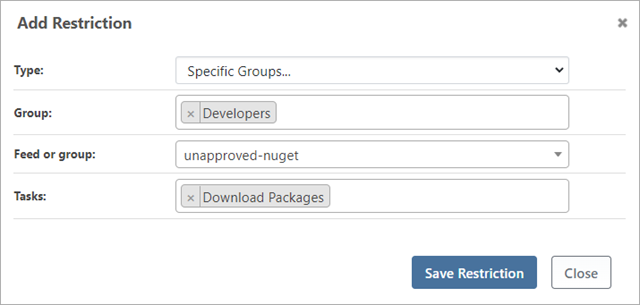 Add Restriction ×
Type: Specific Groups...
Group: × Developers
Feed or group: unapproved-nuget
Tasks: × Download Packages
Save Restriction Close